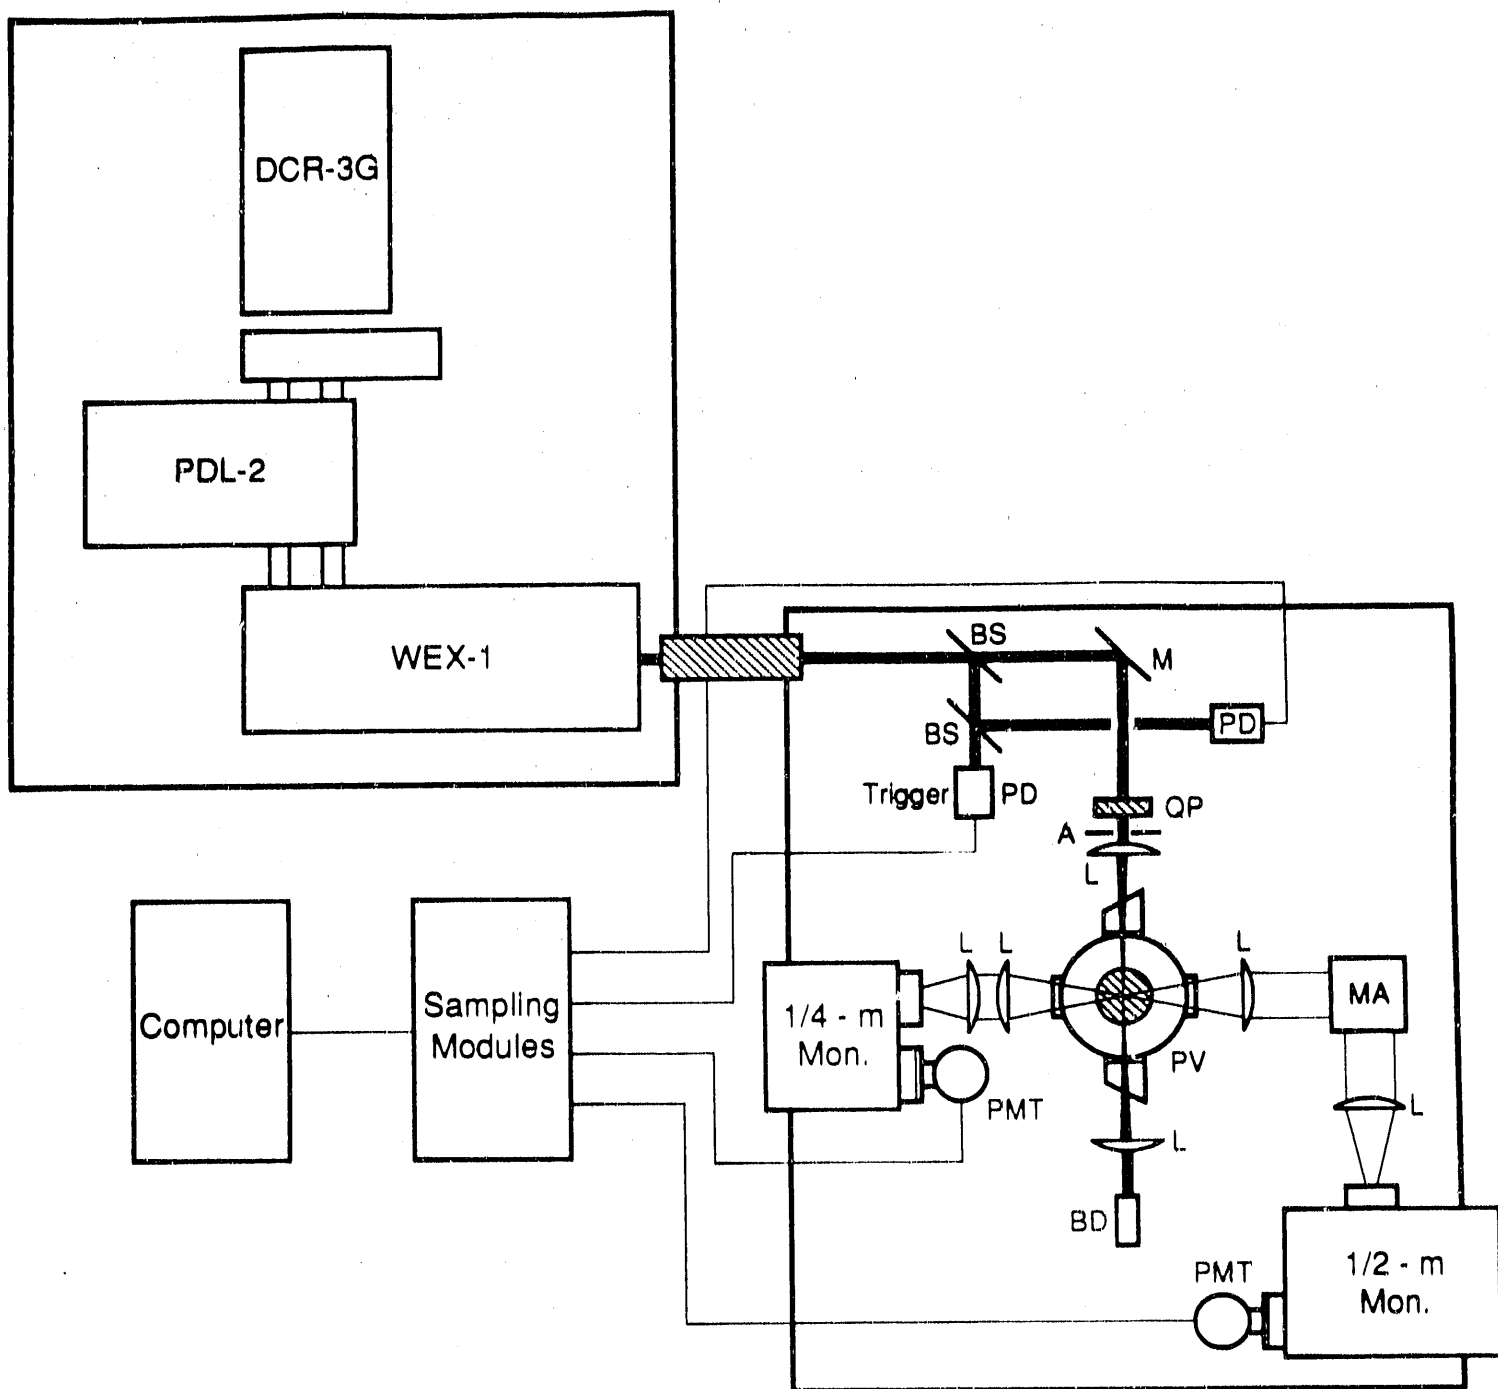 DCR-3G
PDL-2
WEX-1
BS
M
BS
PD
Trigger
PD
QP
A
L
L
L
L
MA
Computer
Sampling
Modules
1/4 - m
Mon.
PV
PMT
L
L
BD
PMT
1/2 - m
Mon.